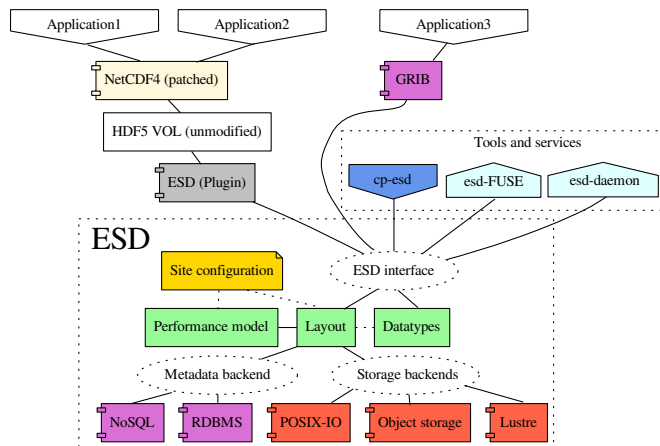 Application1
Application2
Application3
NetCDF4 (patched)
GRIB
HDF5 VOL (unmodified)
Tools and services
ESD (Plugin)
cp-esd
esd-FUSE
esd-daemon
ESD
Site configuration
ESD interface
Performance model
Layout
Datatypes
Metadata backend
Storage backends
NoSQL
RDBMS
POSIX-IO
Object storage
Lustre